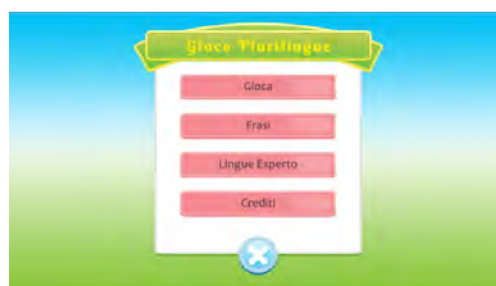 Gioco Plurilingue
Gioca
Frasi
Lingue Esperto
Crediti